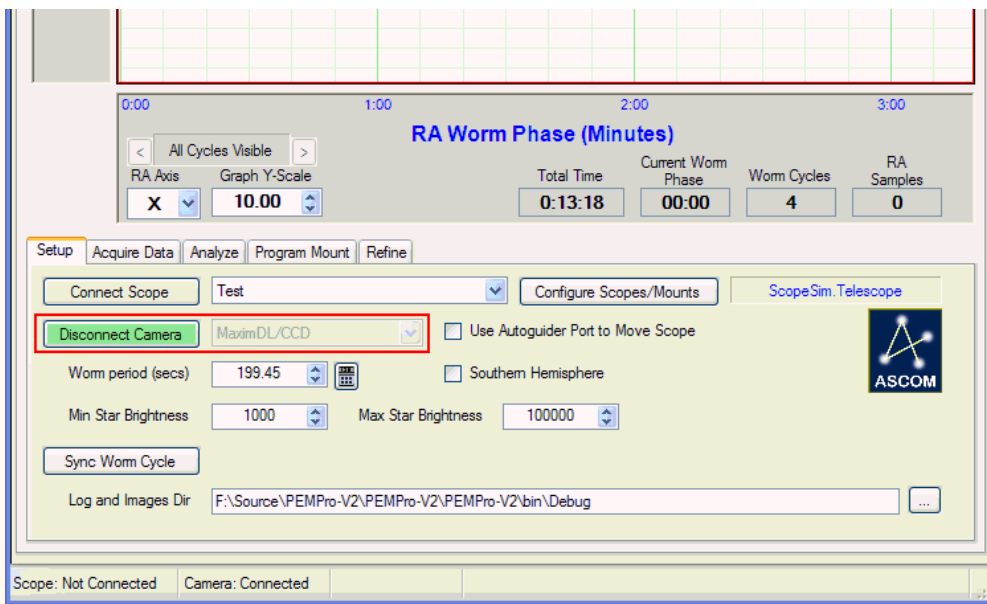 0:00 1:00 2:00 3:00
RA Worm Phase (Minutes)
< All Cycles Visible >
RA Axis Graph Y-Scale Total Time Current Worm Phase Worm Cycles RA Samples
X 10.00 0:13:18 00:00 4 0
Setup Acquire Data Analyze Program Mount Refine
Connect Scope Test Configure Scopes/Mounts ScopeSim.Telescope
Disconnect Camera MaximDL/CCD Use Autoguider Port to Move Scope
Worm period (secs) 199.45 Southern Hemisphere ASCOM
Min Star Brightness 1000 Max Star Brightness 100000
Sync Worm Cycle
Log and Images Dir F:\Source\PEMPro-V2\PEMPro-V2\PEMPro-V2\bin\Debug ...
Scope: Not Connected Camera: Connected